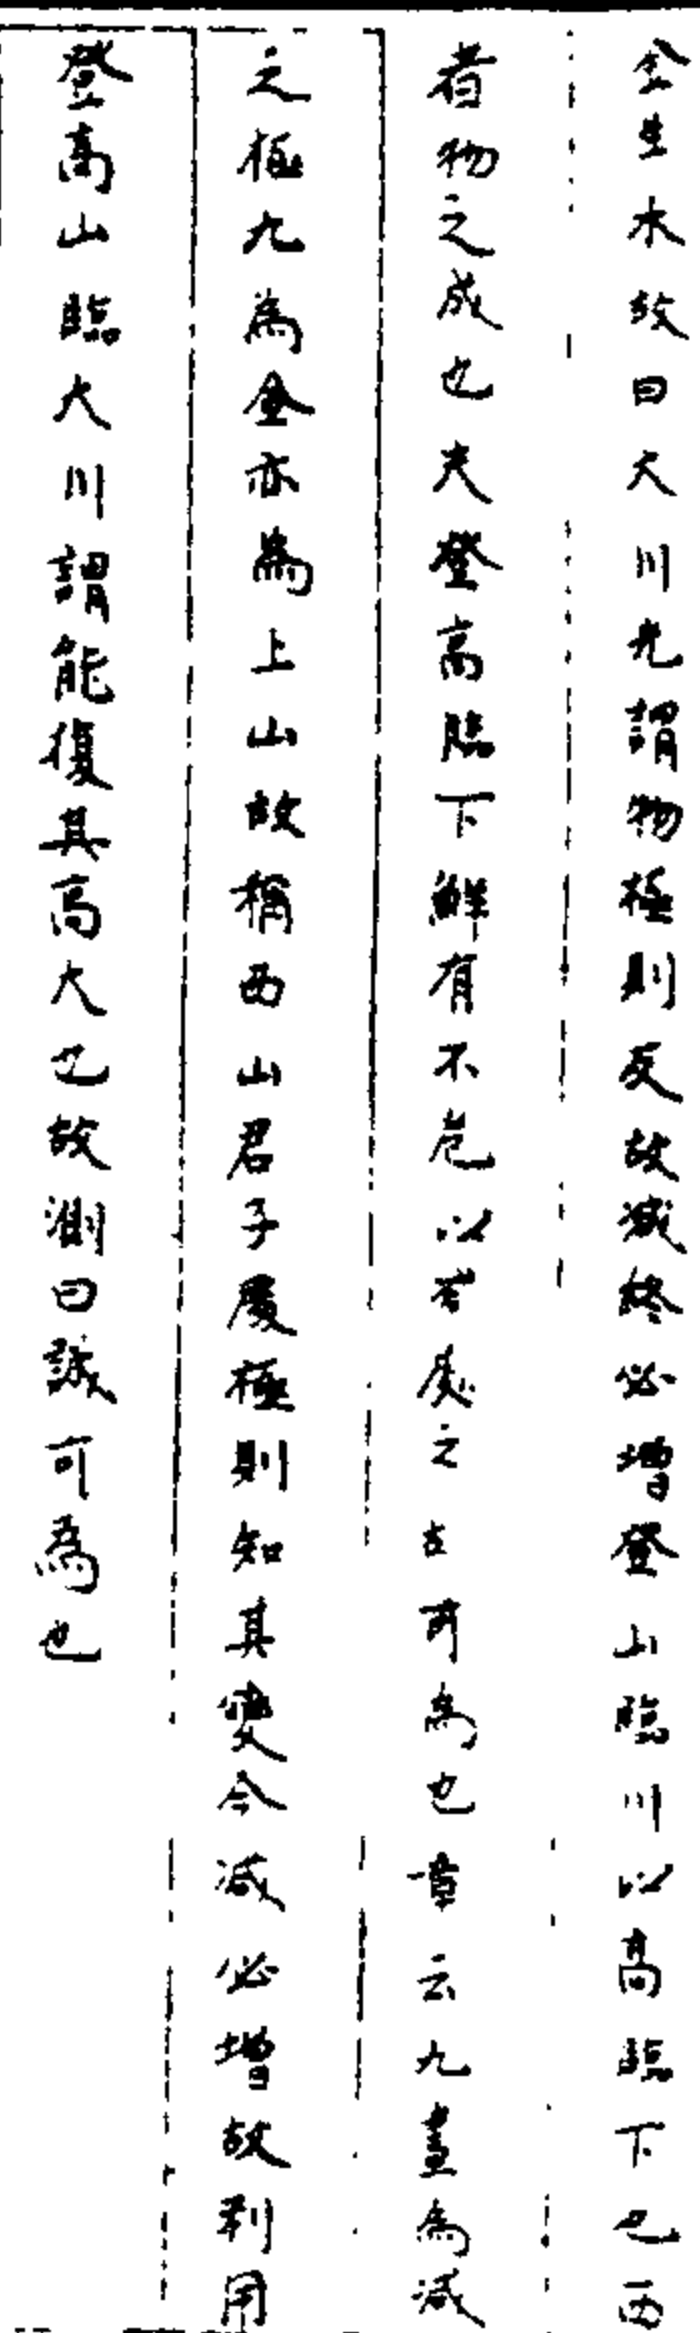 金生水故曰大川光謂物極則反故減終必增登山臨川以高臨下也西
者物之成也夫登高臨下鮮有不危以若處之古可為也章云九晝為減
之極九為金亦為上山故稱西山君子處極則知其變今減必增故利用
登高山臨大川謂能復其高大也故測曰誠可為也